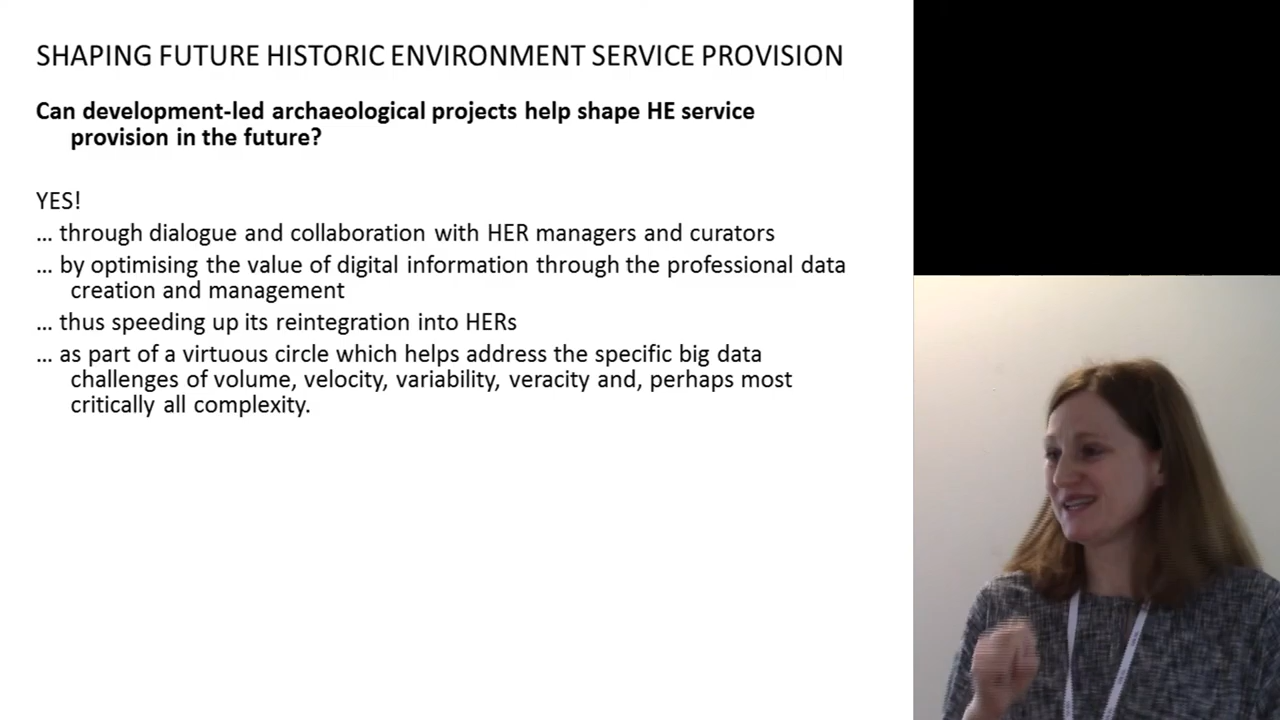 SHAPING FUTURE HISTORIC ENVIRONMENT SERVICE PROVISION
Can development-led archaeological projects help shape HE service
provision in the future?
YES!
... through dialogue and collaboration with HER managers and curators
... by optimising the value of digital information through the professional data
creation and management
... thus speeding up its reintegration into HERs
... as part of a virtuous circle which helps address the specific big data
challenges of volume, velocity, variability, veracity and, perhaps most
critically all complexity.